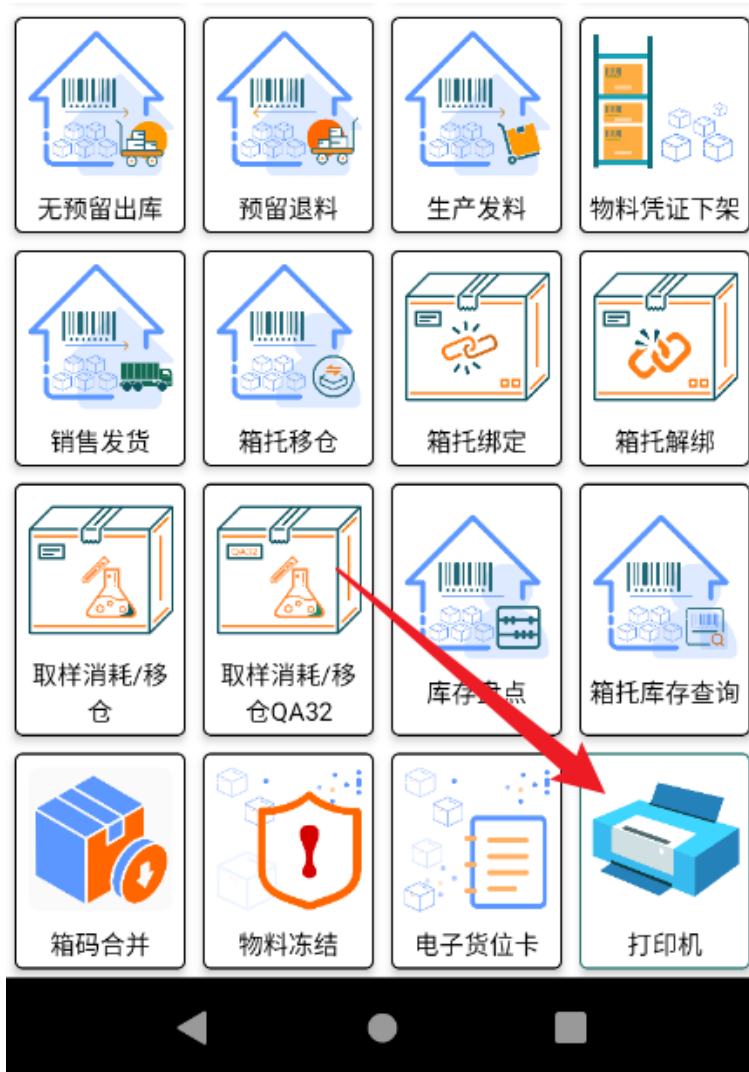 无预留出库
预留退料
生产发料
物料凭证下架
销售发货
箱托移仓
箱托绑定
箱托解绑
QA32
取样消耗/移
仓
取样消耗/移
仓QA32
库存盘点
箱托库存查询
箱码合并
物料冻结
电子货位卡
打印机